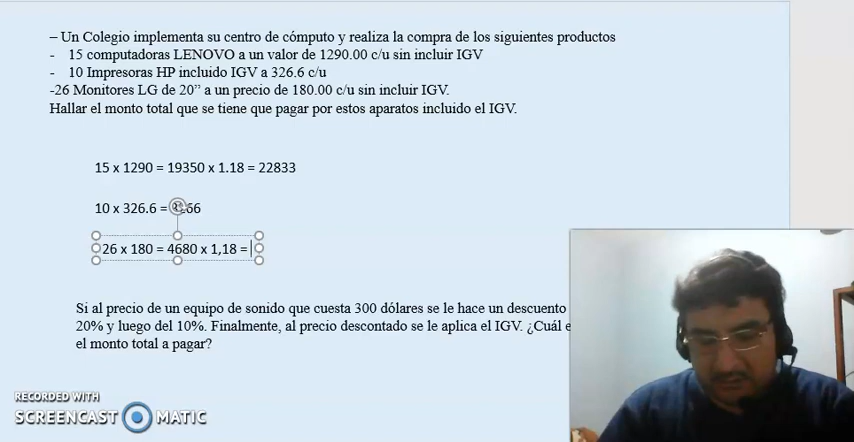 – Un Colegio implementa su centro de cómputo y realiza la compra de los siguientes productos
- 15 computadoras LENOVO a un valor de 1290.00 c/u sin incluir IGV
- 10 Impresoras HP incluido IGV a 326.6 c/u
-26 Monitores LG de 20” a un precio de 180.00 c/u sin incluir IGV.
Hallar el monto total que se tiene que pagar por estos aparatos incluido el IGV.
15 x 1290 = 19350 x 1.18 = 22833
10 x 326.6 =
26 x 180 = 4680 x 1,18 =
Si al precio de un equipo de sonido que cuesta 300 dólares se le hace un descuento
20% y luego del 10%. Finalmente, al precio descontado se le aplica el IGV. ¿Cuál
el monto total a pagar?
RECORDED WITH
SCREENCAST MATIC